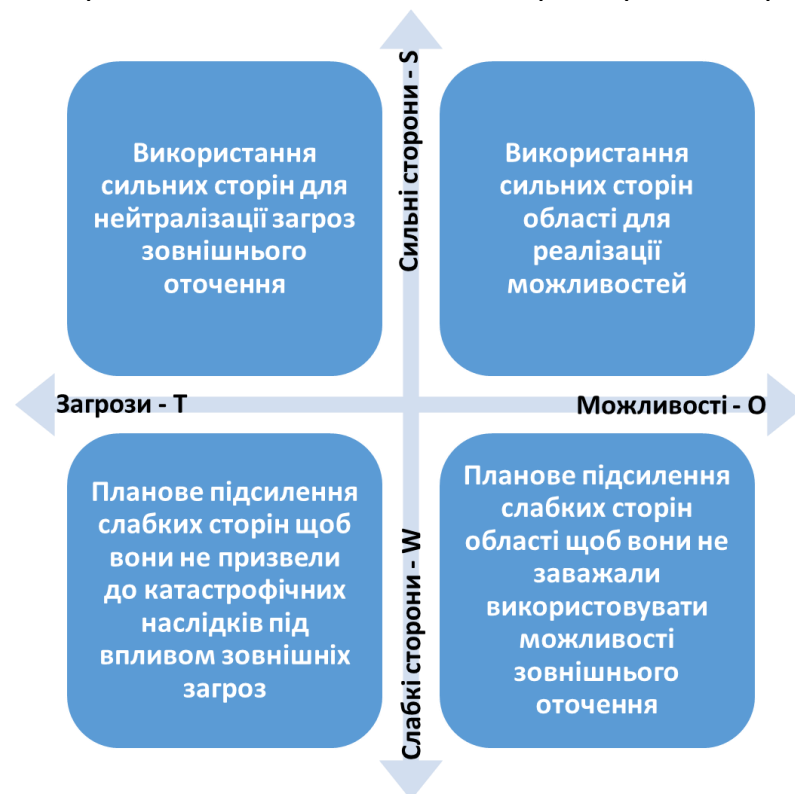 Використання
сильних сторін для
нейтралізації загроз
зовнішнього
оточення
Сильні сторони - S
Використання
сильних сторін
області для
реалізації
можливостей
Загрози - Т
Можливості - О
Планове підсилення
слабких сторін щоб
вони не призвели
до катастрофічних
наслідків під
впливом зовнішніх
загроз
Слабкі сторони - W
Планове підсилення
слабких сторін
області щоб вони не
заважали
використовувати
можливості
зовнішнього
оточення